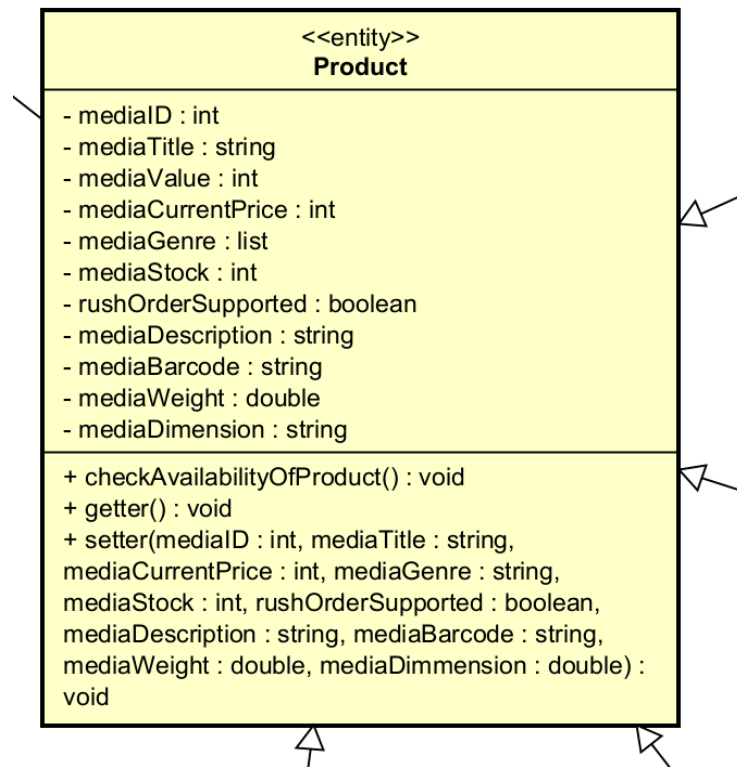 <<entity>>
Product
- mediaID : int
- mediaTitle : string
- mediaValue : int
- mediaCurrentPrice : int
- mediaGenre : list
- mediaStock : int
- rushOrderSupported : boolean
- mediaDescription : string
- mediaBarcode : string
- mediaWeight : double
- mediaDimension : string
+ checkAvailabilityOfProduct() : void
+ getter() : void
+ setter(mediaID : int, mediaTitle : string,
mediaCurrentPrice : int, mediaGenre : string,
mediaStock : int, rushOrderSupported : boolean,
mediaDescription : string, mediaBarcode : string,
mediaWeight : double, mediaDimmension : double) :
void